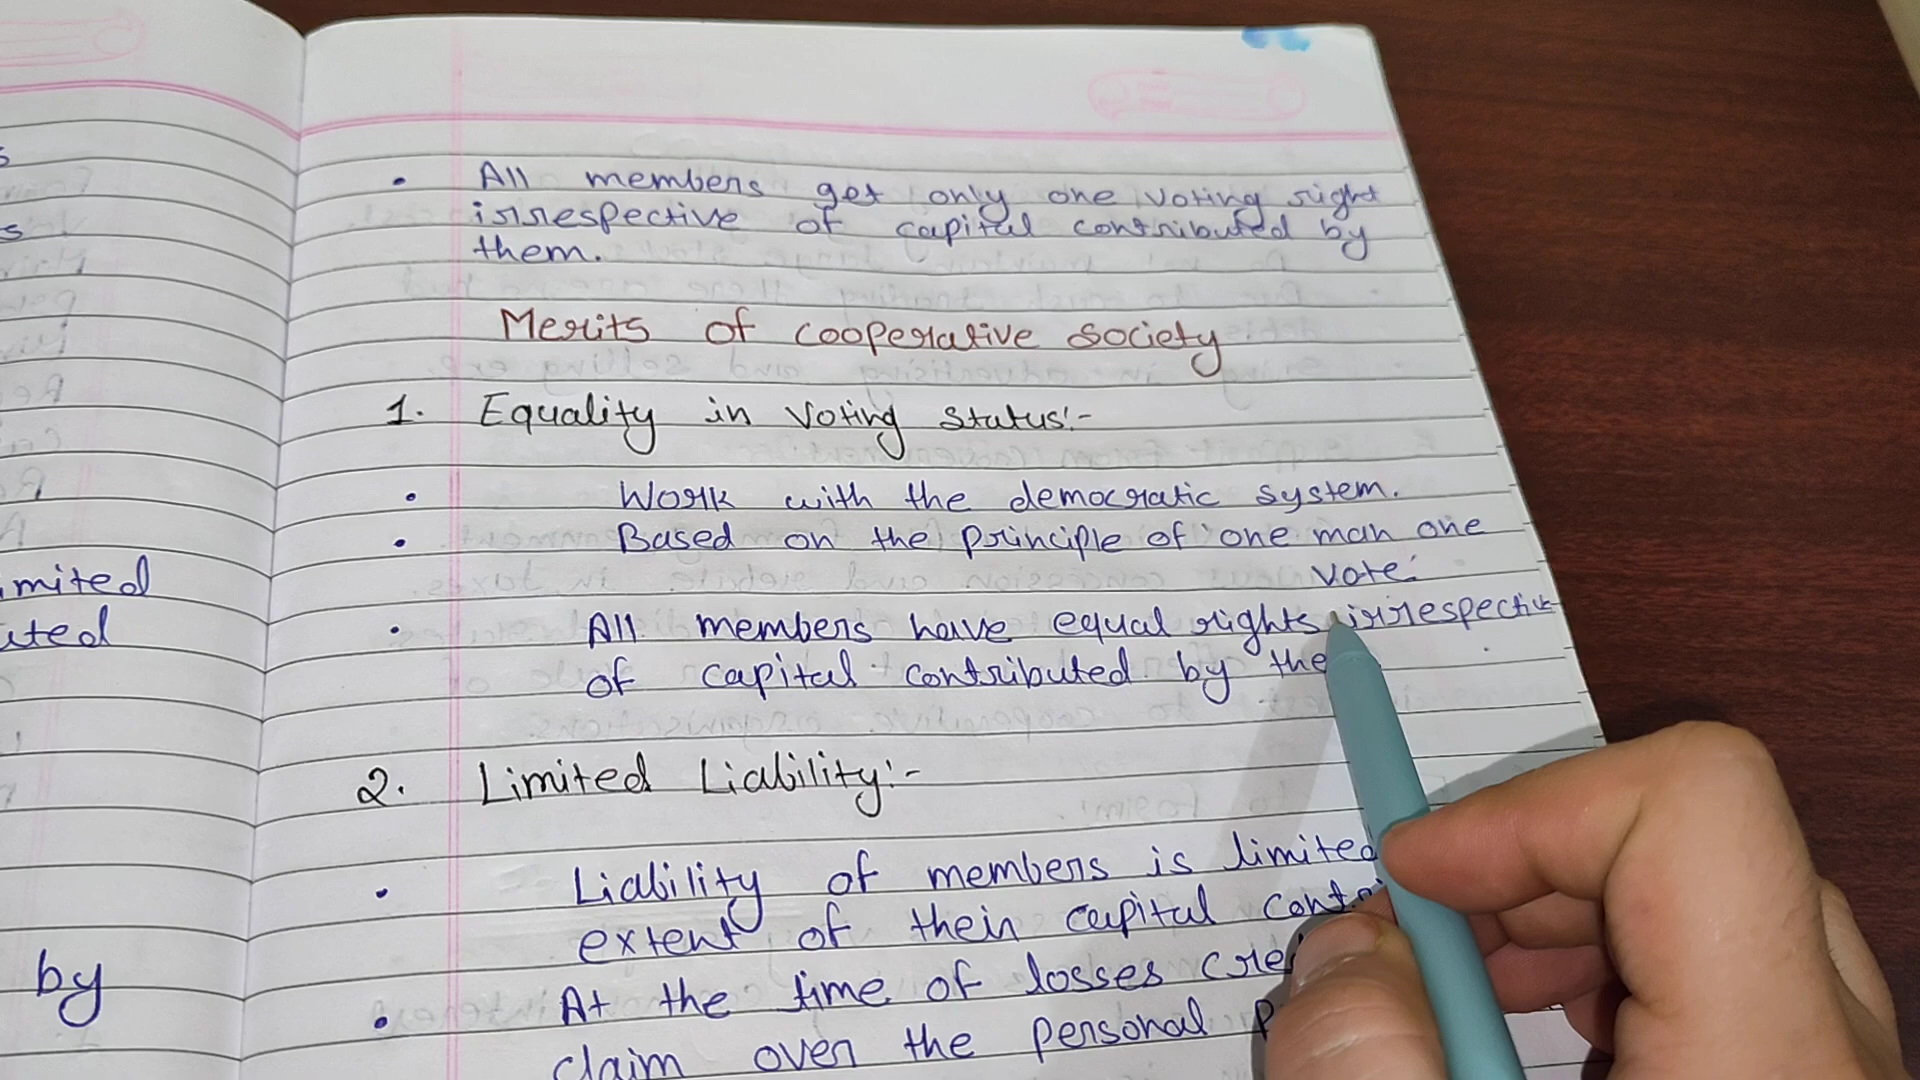 • All members get only one voting right
irrespective of capital contributed by
them.
Merits of cooperative society
1. Equality in Voting Status:-
• Work with the democratic system.
• Based on the principle of one man one
vote.
• All members have equal rights irrespective
of capital contributed by the
2. Limited Liability:-
• Liability of members is limited
extent of their capital
• At the time of losses
claim over the personal
by